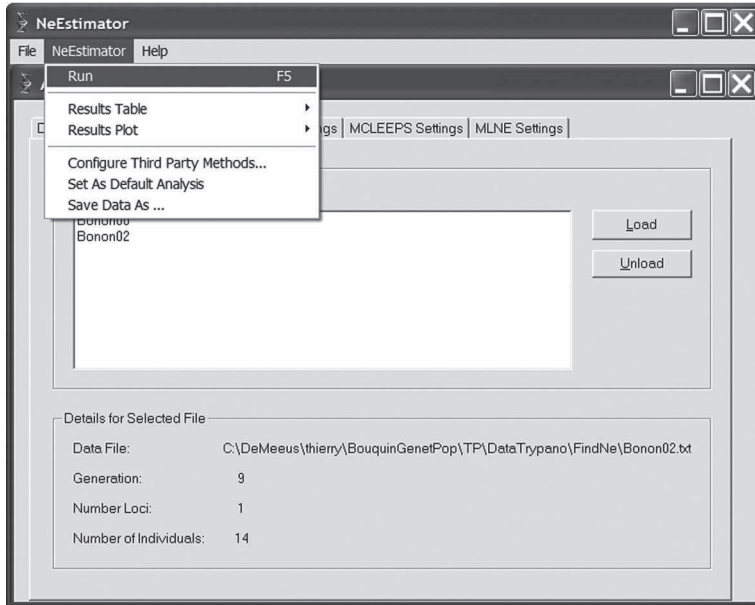 NeEstimator
File NeEstimator Help
Run F5
Results Table
Results Plot
Configure Third Party Methods...
Set As Default Analysis
Save Data As ...
MCLEEPS Settings MLNE Settings
Bonon00
Bonon02
Load
Unload
Details for Selected File
Data File: C:\DeMeeus\thierry\BouquinGenetPop\TP\DataTrypano\FindNe\Bonon02.txt
Generation: 9
Number Loci: 1
Number of Individuals: 14